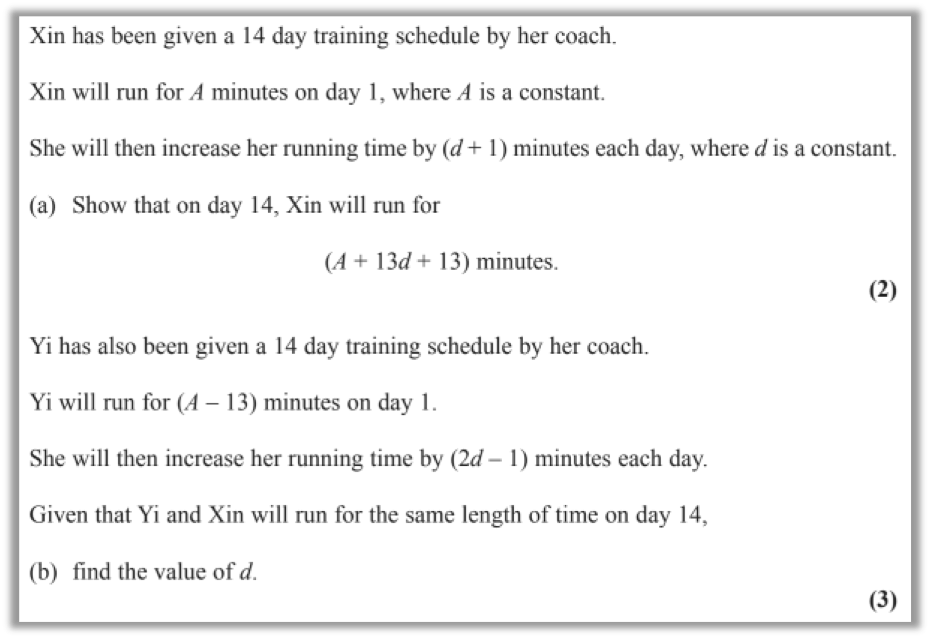 Xin has been given a 14 day training schedule by her coach.
Xin will run for A minutes on day 1, where A is a constant.
She will then increase her running time by (d + 1) minutes each day, where d is a constant.
(a) Show that on day 14, Xin will run for
(A + 13d + 13) minutes.
(2)
Yi has also been given a 14 day training schedule by her coach.
Yi will run for (A – 13) minutes on day 1.
She will then increase her running time by (2d – 1) minutes each day.
Given that Yi and Xin will run for the same length of time on day 14,
(b) find the value of d.
(3)